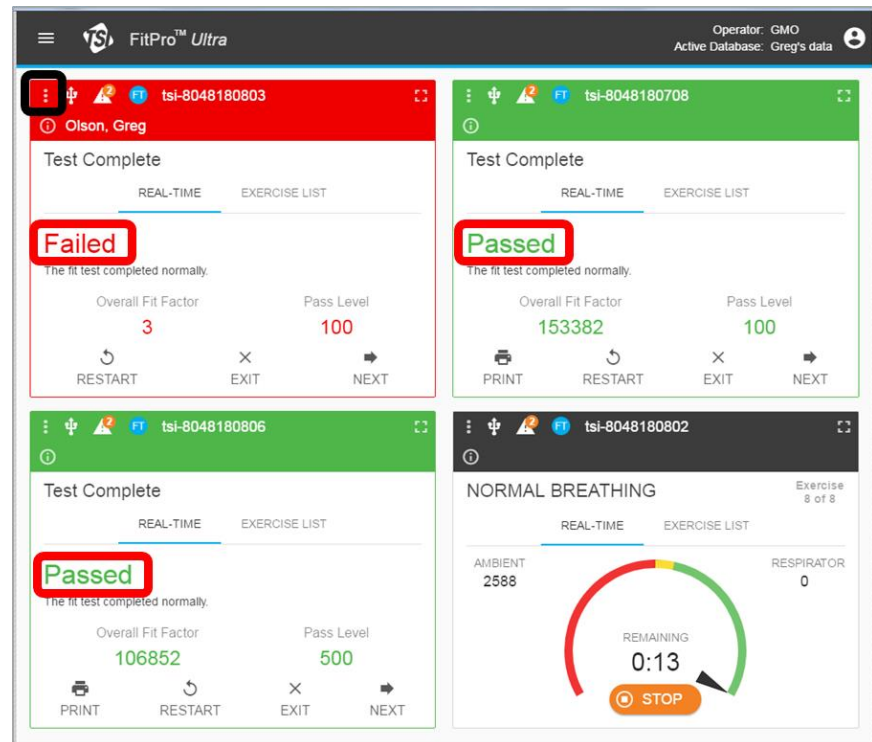 TSI FitPro™ Ultra
Operator: GMO
Active Database: Greg's data
2 FT tsi-8048180803
Olson, Greg
Test Complete
REAL-TIME EXERCISE LIST
Failed
The fit test completed normally.
Overall Fit Factor Pass Level
3 100
RESTART EXIT NEXT
2 FT tsi-8048180708
Test Complete
REAL-TIME EXERCISE LIST
Passed
The fit test completed normally.
Overall Fit Factor Pass Level
153382 100
PRINT RESTART EXIT NEXT
2 FT tsi-8048180806
Test Complete
REAL-TIME EXERCISE LIST
Passed
The fit test completed normally.
Overall Fit Factor Pass Level
106852 500
PRINT RESTART EXIT NEXT
2 FT tsi-8048180802
NORMAL BREATHING
Exercise
8 of 8
REAL-TIME EXERCISE LIST
AMBIENT RESPIRATOR
2588 0
REMAINING
0:13
STOP